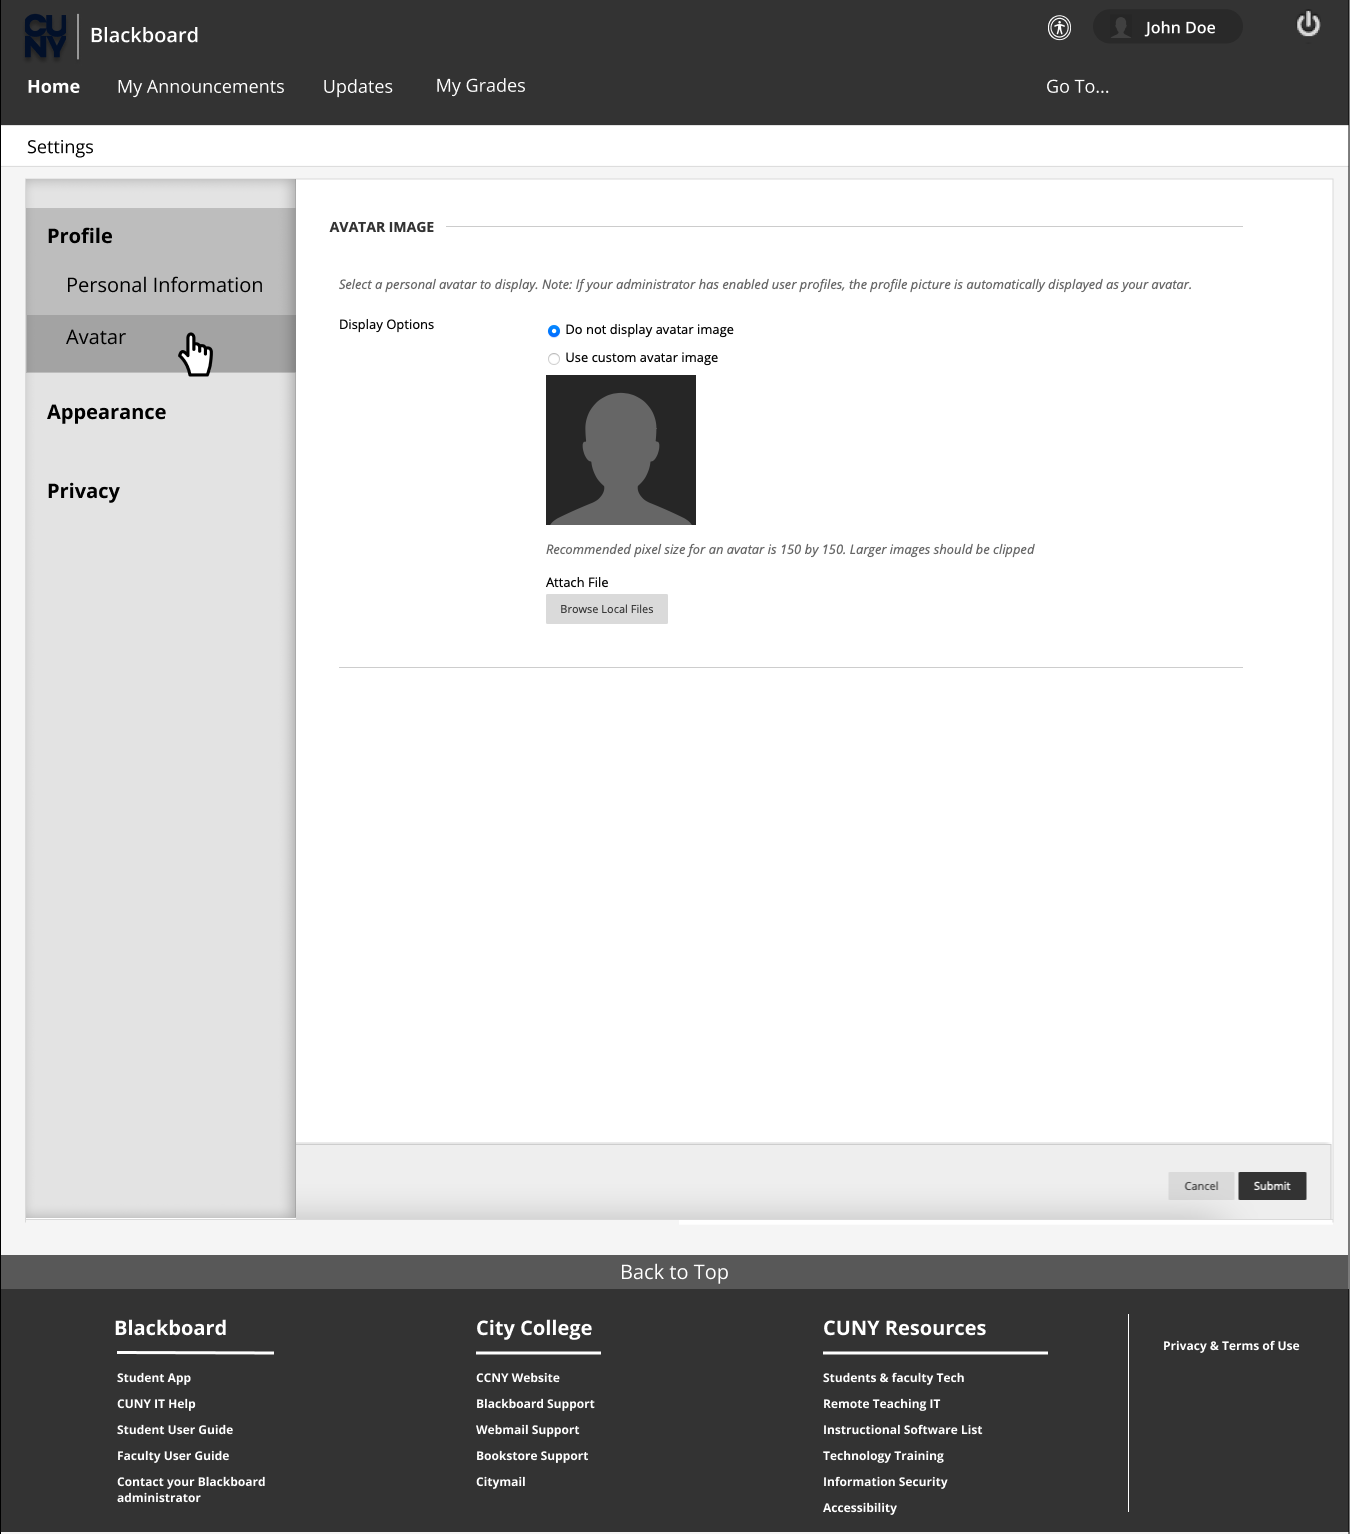 CUNY
Blackboard
John Doe
Home
My Announcements
Updates
My Grades
Go To...
Settings
Profile
Personal Information
Avatar
Appearance
Privacy
AVATAR IMAGE
Select a personal avatar to display. Note: If your administrator has enabled user profiles, the profile picture is automatically displayed as your avatar.
Display Options
Do not display avatar image
Use custom avatar image
Recommended pixel size for an avatar is 150 by 150. Larger images should be clipped
Attach File
Browse Local Files
Cancel
Submit
Back to Top
Blackboard
Student App
CUNY IT Help
Student User Guide
Faculty User Guide
Contact your Blackboard
administrator
City College
CCNY Website
Blackboard Support
Webmail Support
Bookstore Support
Citymail
CUNY Resources
Students & faculty Tech
Remote Teaching IT
Instructional Software List
Technology Training
Information Security
Accessibility
Privacy & Terms of Use